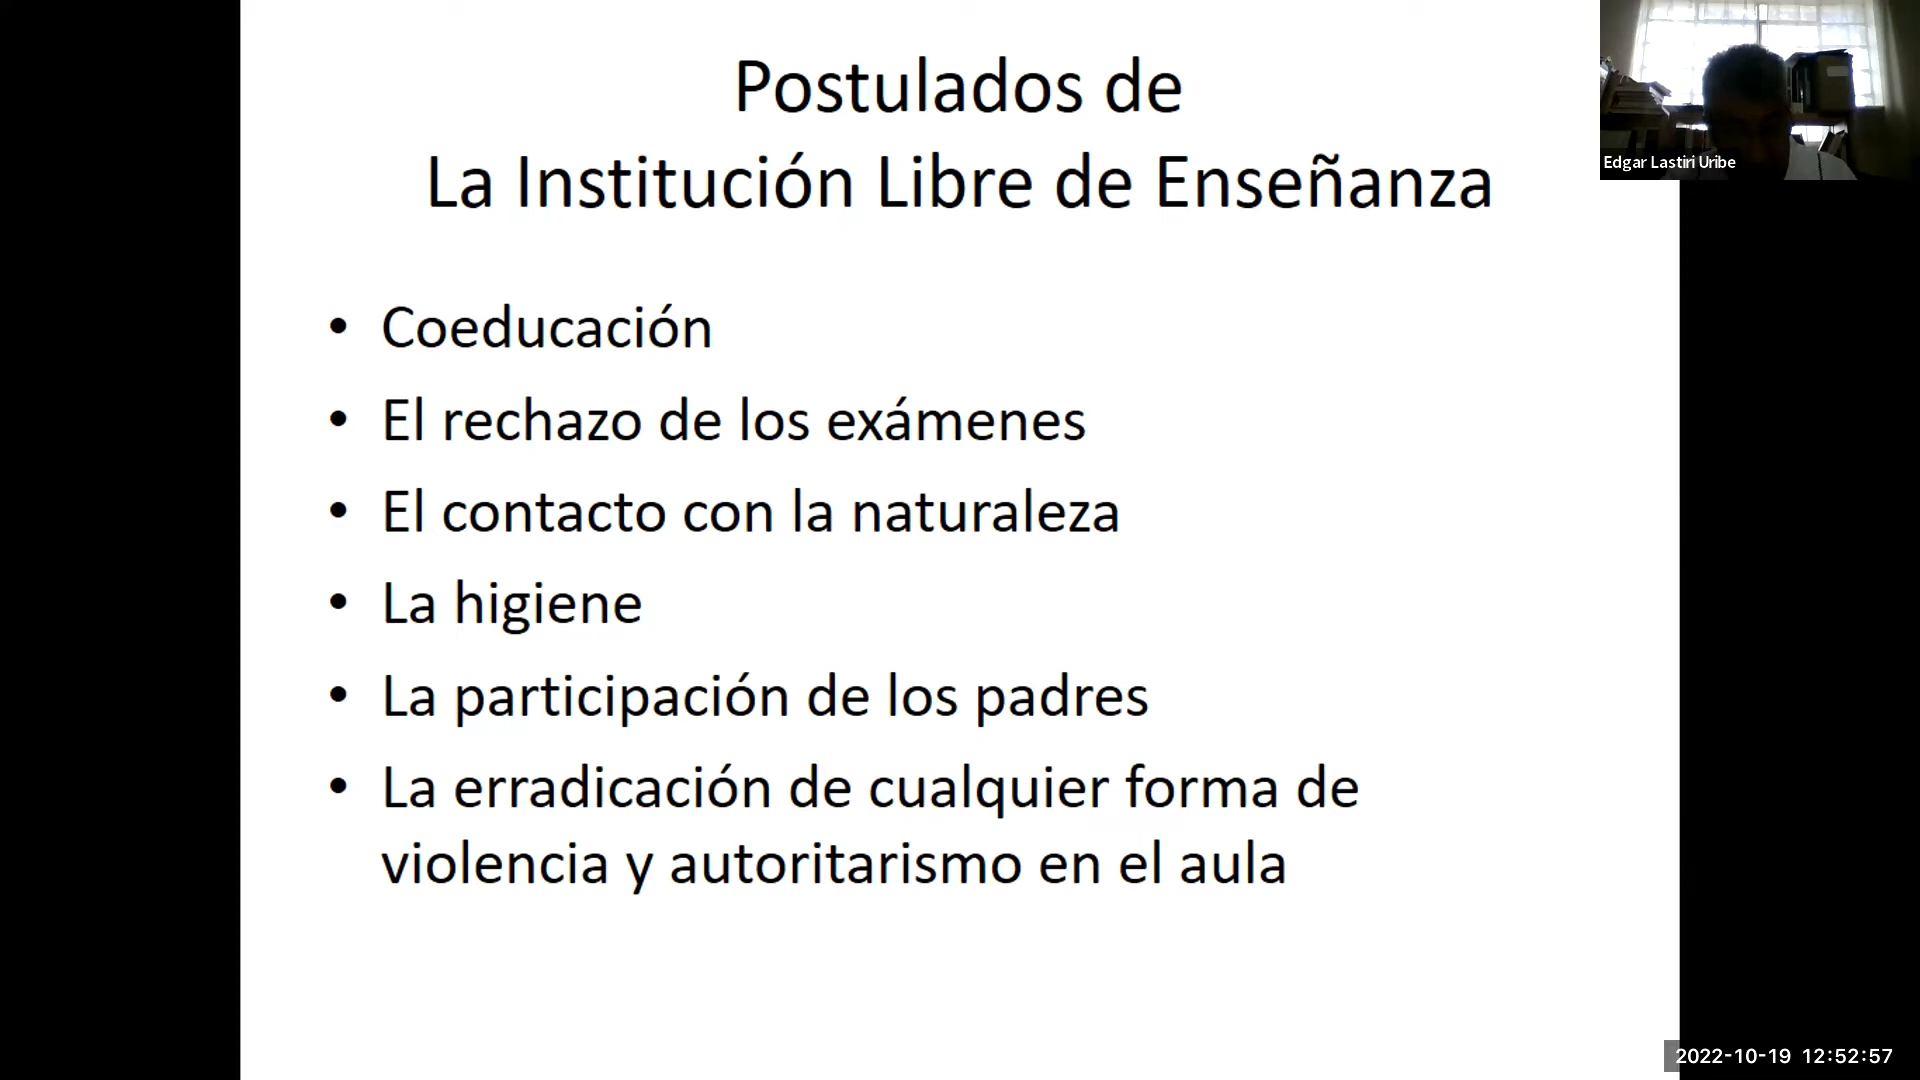 Postulados de
La Institución Libre de Enseñanza
• Coeducación
• El rechazo de los exámenes
• El contacto con la naturaleza
• La higiene
• La participación de los padres
• La erradicación de cualquier forma de
violencia y autoritarismo en el aula
Edgar Lastiri Uribe
2022-10-19 12:52:57